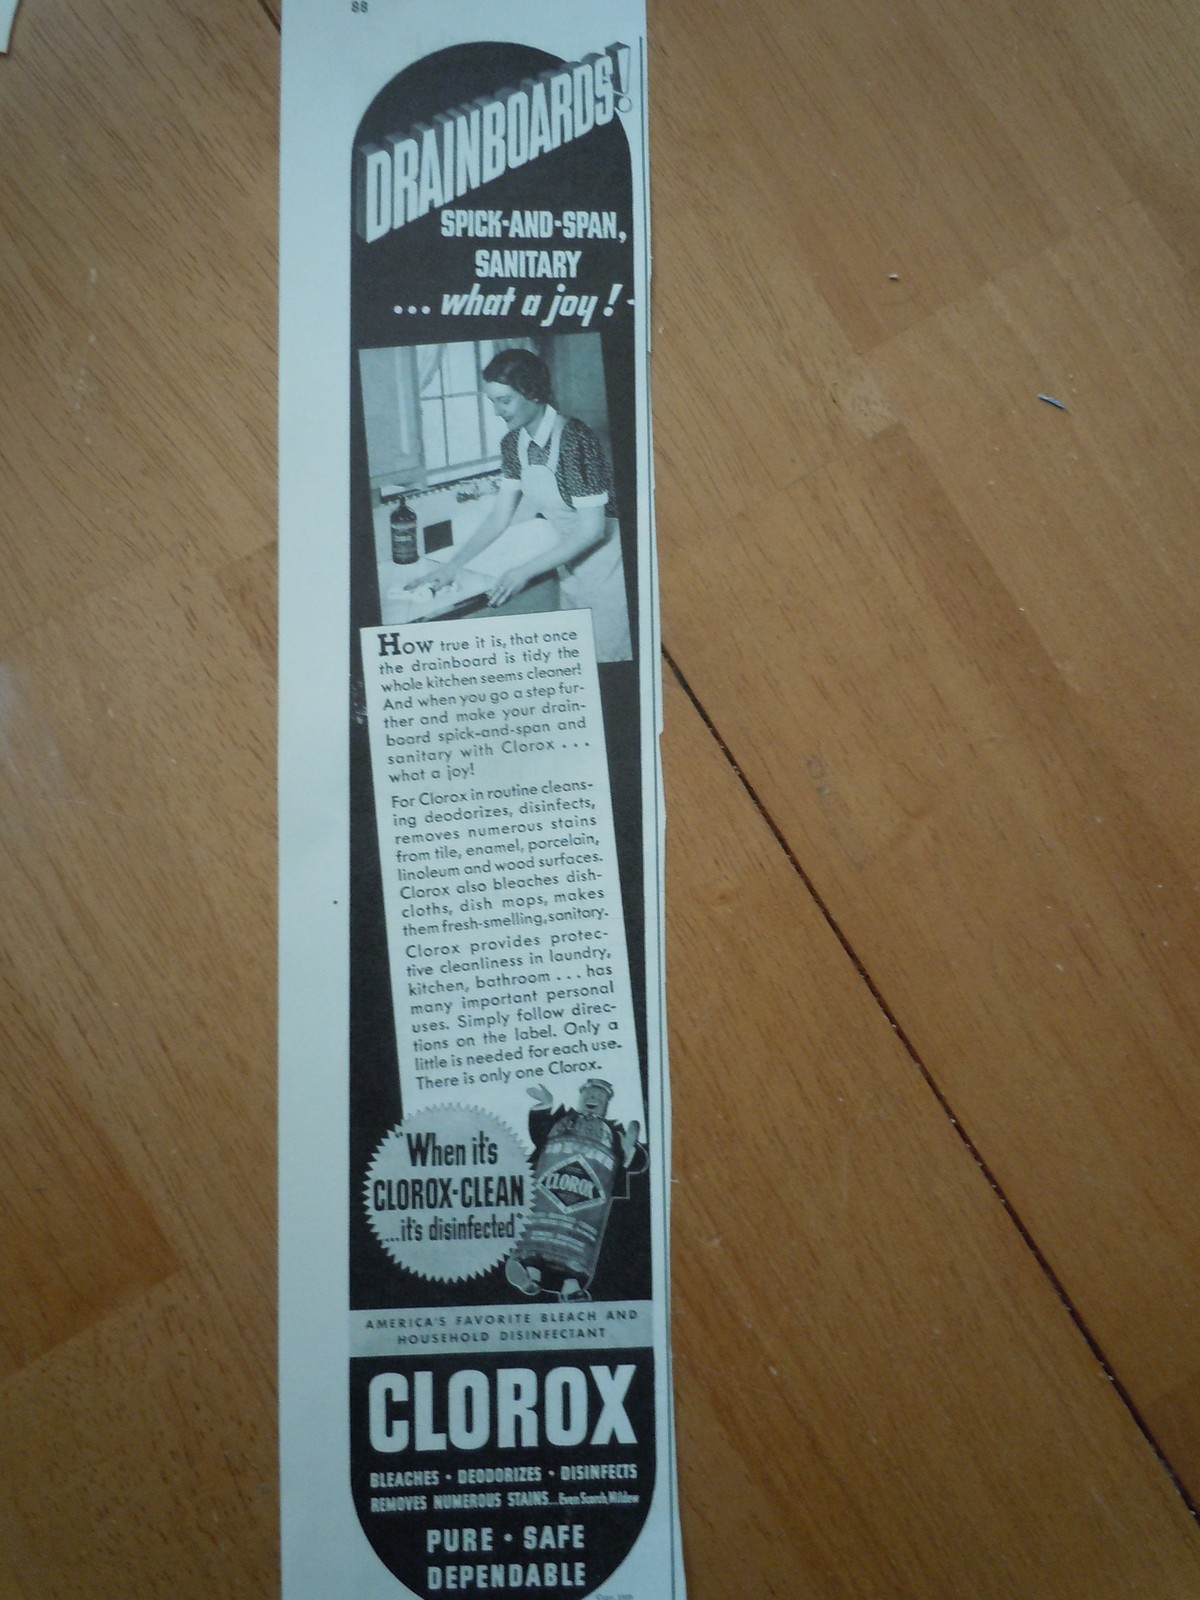 88
DRAINBOARDS!
SPICK-AND-SPAN,
SANITARY
... what a joy!
How true it is, that once
the drainboard is tidy the
whole kitchen seems cleaner!
And when you go a step fur-
ther and make your drain-
board spick-and-span and
sanitary with Clorox ...
what a joy!
For Clorox in routine cleans-
ing deodorizes, disinfects,
removes numerous stains
from tile, enamel, porcelain,
linoleum and wood surfaces.
Clorox also bleaches dish-
cloths, dish mops, makes
them fresh-smelling, sanitary.
Clorox provides protec-
tive cleanliness in laundry,
kitchen, bathroom ... has
many important personal
uses. Simply follow direc-
tions on the label. Only a
little is needed for each use.
There is only one Clorox.
"When it's
CLOROX-CLEAN
...it's disinfected"
CLOROX
AMERICA'S FAVORITE BLEACH AND
HOUSEHOLD DISINFECTANT
CLOROX
BLEACHES • DEODORIZES • DISINFECTS
REMOVES NUMEROUS STAINS... Even Scorch, Mildew
PURE • SAFE
DEPENDABLE